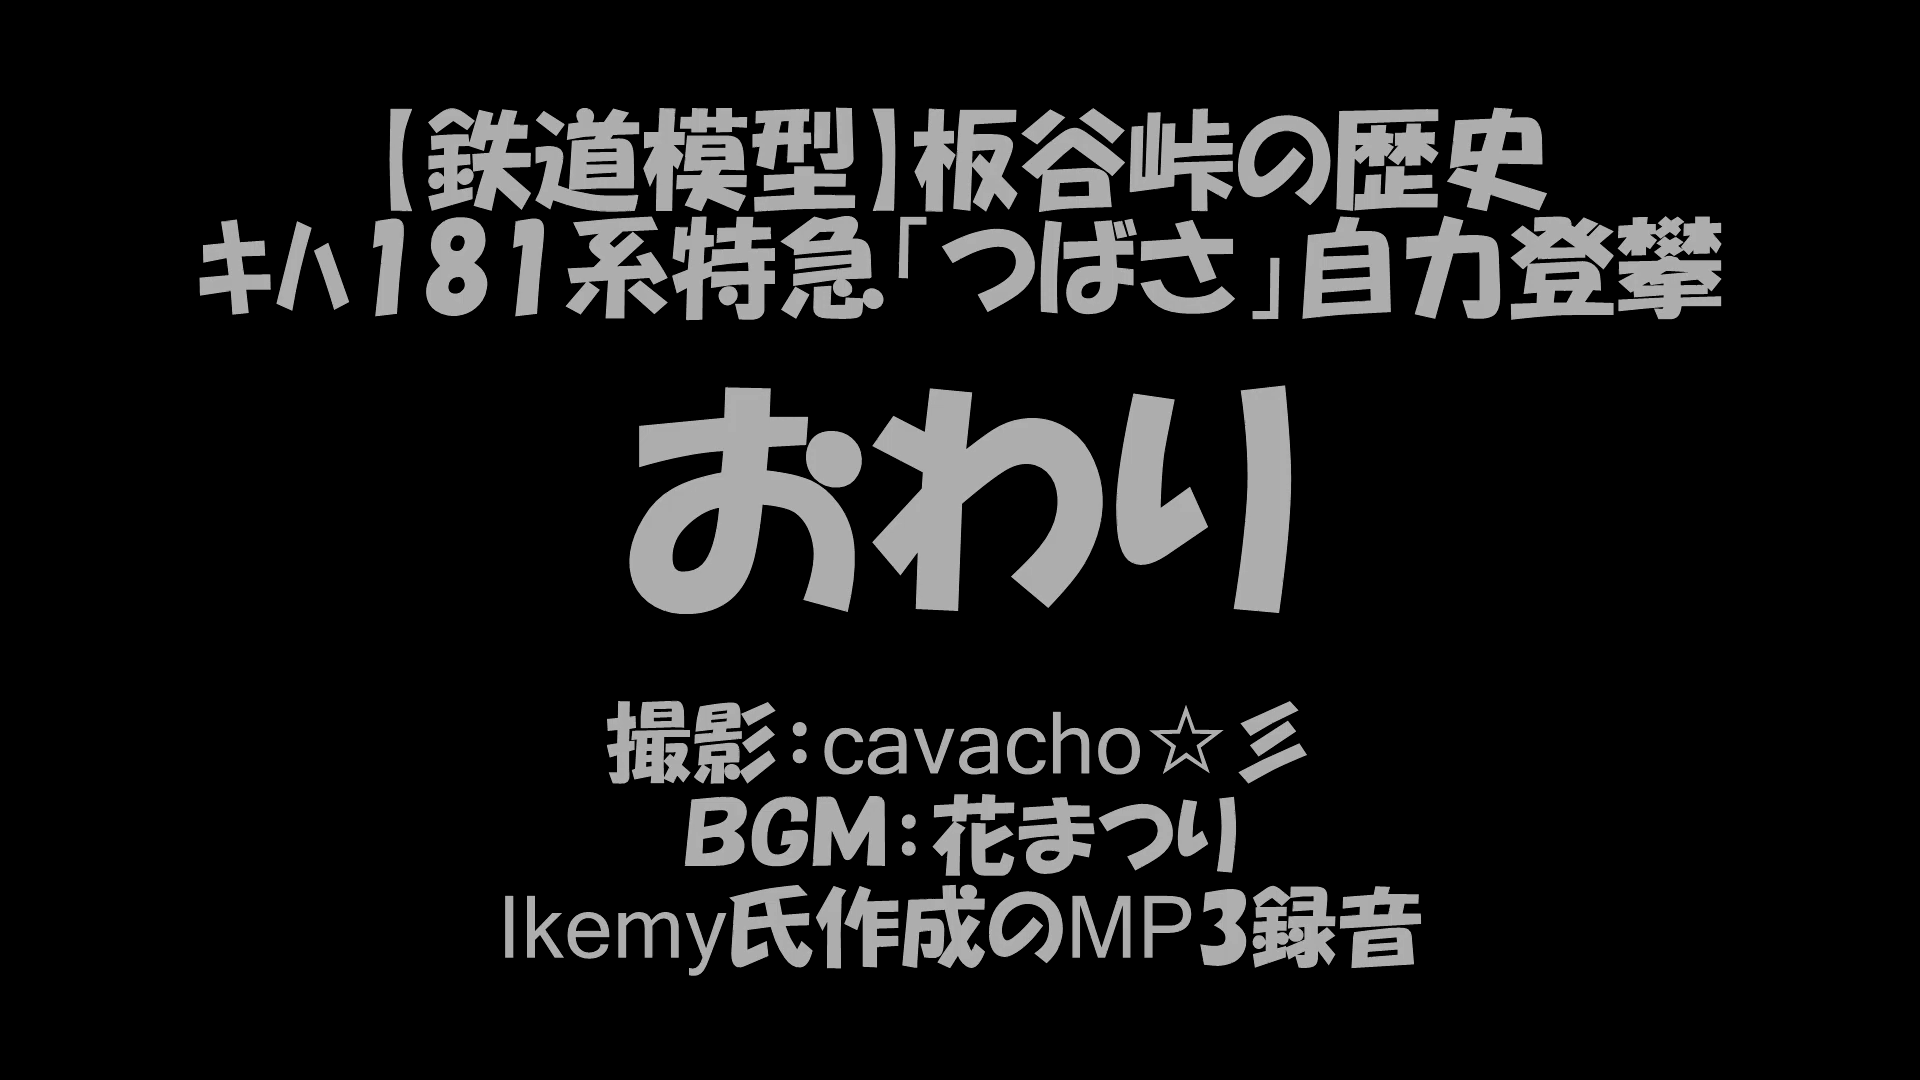 【鉄道模型】板谷峠の歴史
キハ181系特急「つばさ」自力登攀
おわり
撮影：cavacho☆彡
BGM：花まつり
Ikemy氏作成のMP3録音